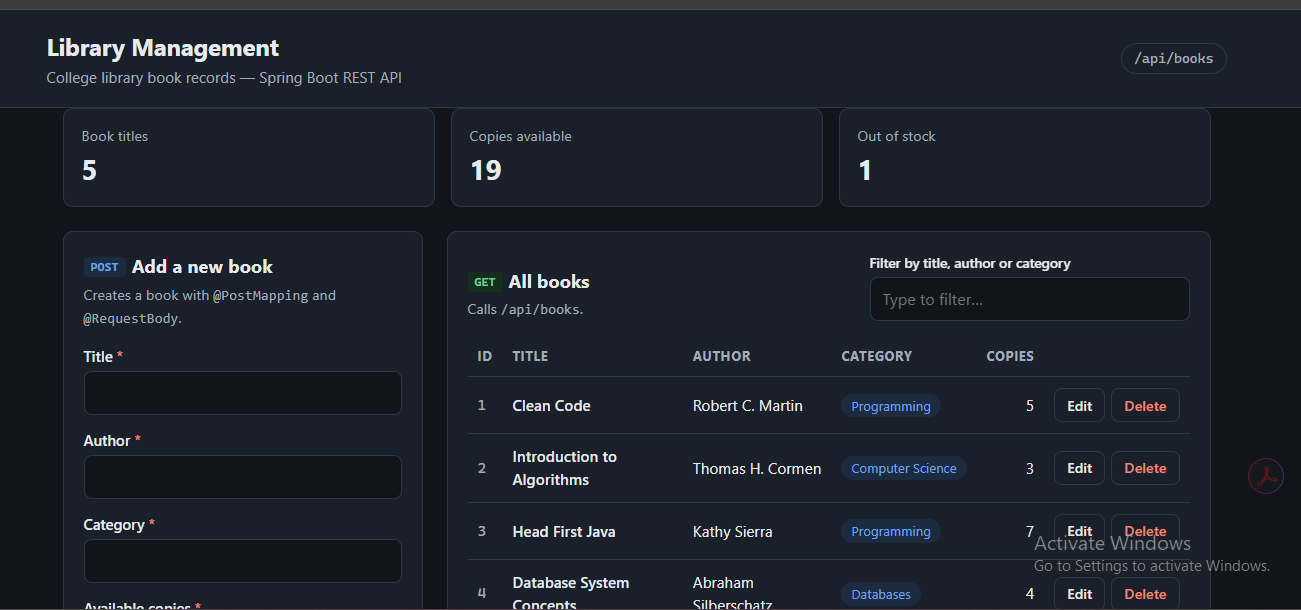 Library Management
College library book records — Spring Boot REST API
/api/books
Book titles
5
Copies available
19
Out of stock
1
POST Add a new book
Creates a book with @PostMapping and
@RequestBody.
Title *
Author *
Category *
Available copies *
GET All books
Calls /api/books.
Filter by title, author or category
Type to filter...
ID TITLE AUTHOR CATEGORY COPIES
1 Clean Code Robert C. Martin Programming 5 Edit Delete
2 Introduction to
Algorithms Thomas H. Cormen Computer Science 3 Edit Delete
3 Head First Java Kathy Sierra Programming 7 Edit Delete
4 Database System
Concepts Abraham
Silberschatz Databases 4 Edit Delete
Activate Windows
Go to Settings to activate Windows.